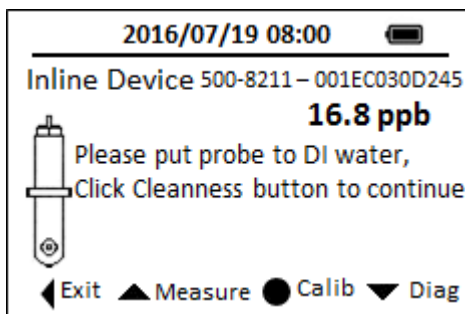 2016/07/19 08:00
Inline Device 500-8211 – 001EC030D245
16.8 ppb
Please put probe to DI water,
Click Cleanness button to continue
Exit Measure Calib Diag